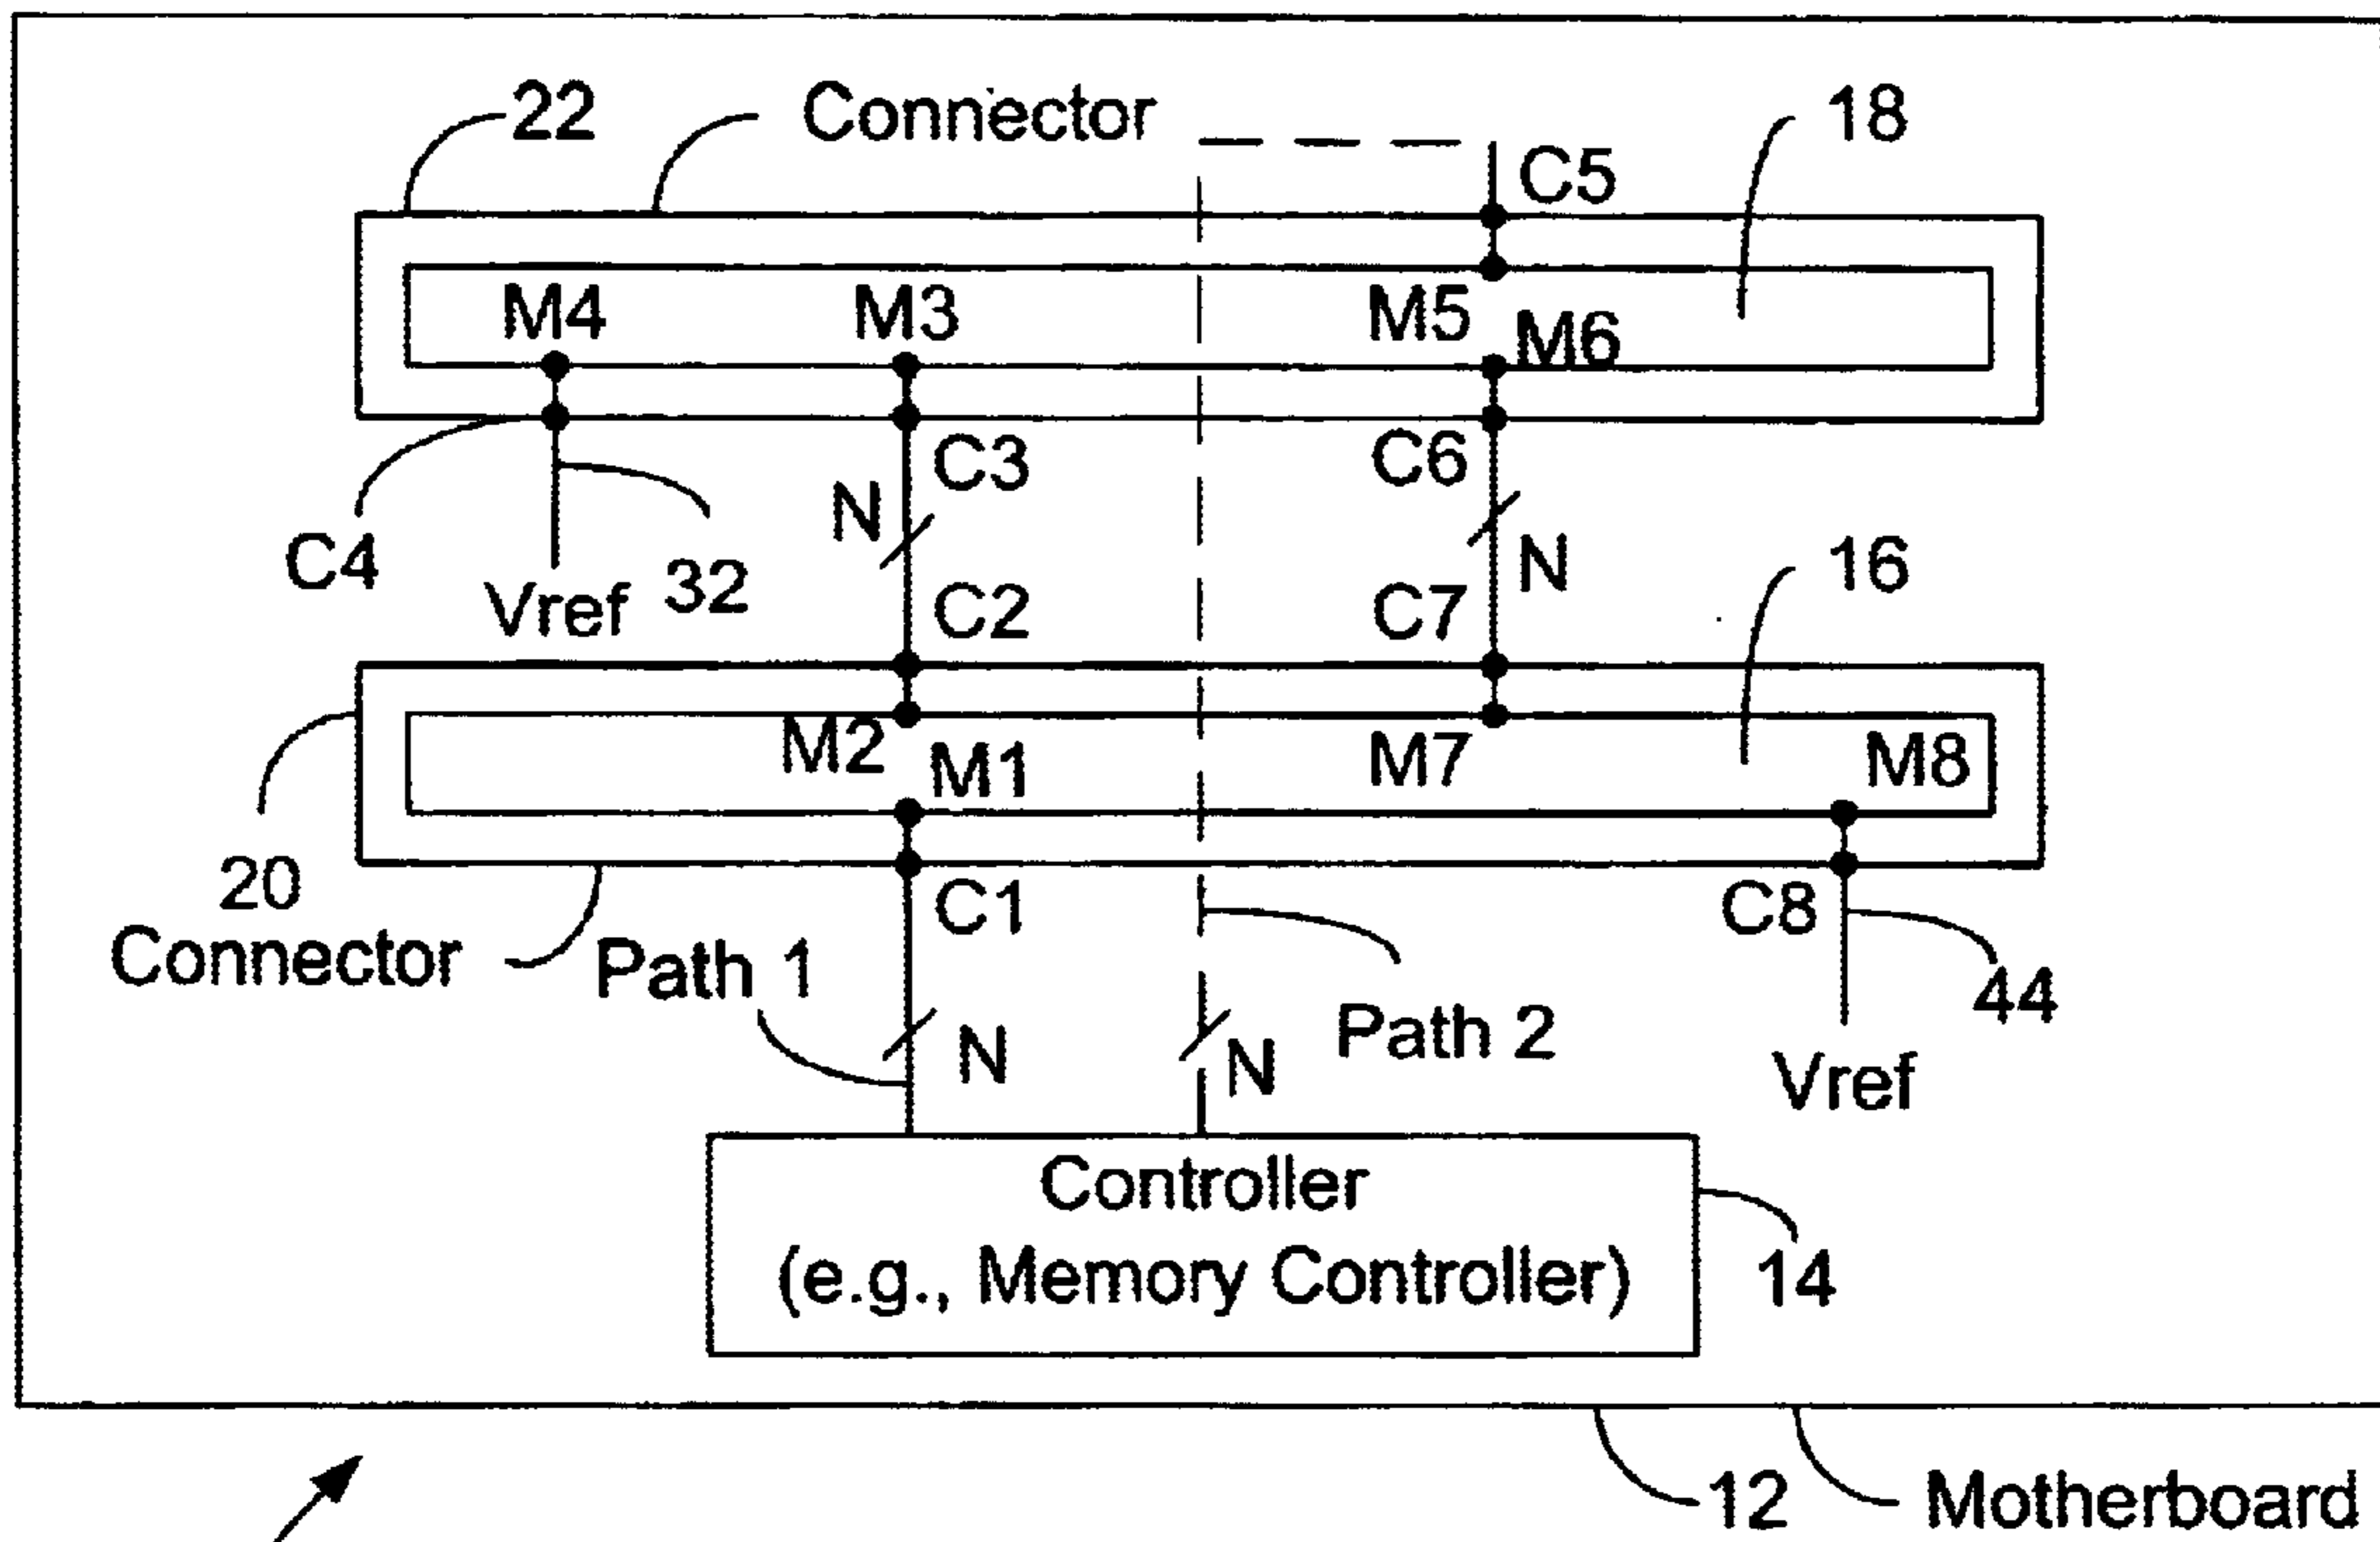 22 Connector 18
C5
M4 M3 M5 M6
C3 C6
N
C4 Vref 32 N 16
C2 C7
M2 M1 M7 M8
20 C1 C8
Connector Path 1 44
N N Path 2
Vref
Controller
(e.g., Memory Controller) 14
12 Motherboard